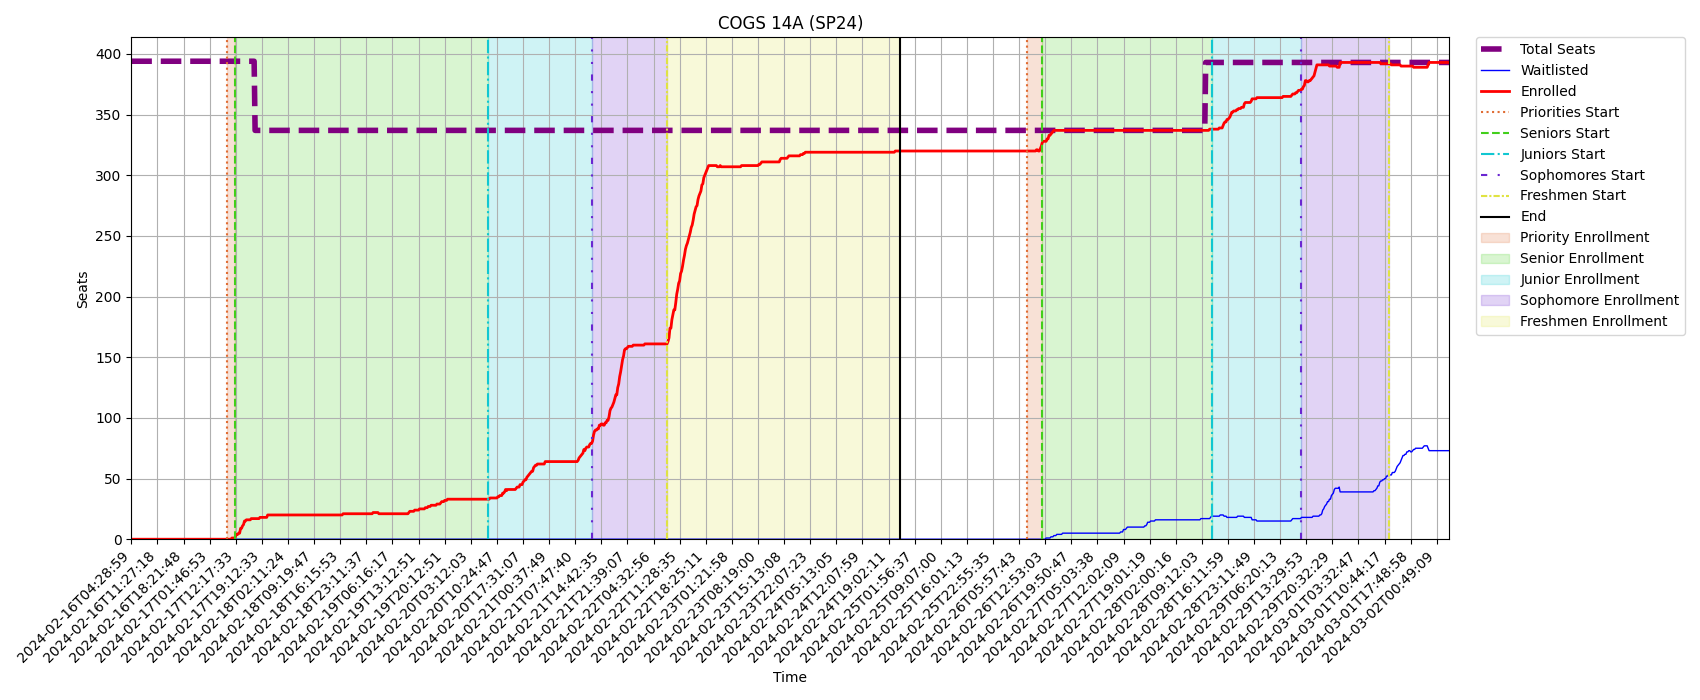 COGS 14A (SP24)
Seats
400
350
300
250
200
150
100
50
0
2024-02-16T04:28:59
2024-02-16T11:27:18
2024-02-16T18:21:48
2024-02-17T01:46:53
2024-02-17T12:17:33
2024-02-17T19:12:33
2024-02-18T02:11:24
2024-02-18T09:19:47
2024-02-18T16:15:53
2024-02-18T23:11:37
2024-02-19T06:16:17
2024-02-19T13:12:51
2024-02-19T20:12:51
2024-02-20T03:12:03
2024-02-20T10:24:47
2024-02-20T17:31:07
2024-02-21T00:37:49
2024-02-21T07:47:40
2024-02-21T14:42:35
2024-02-21T21:39:07
2024-02-22T04:32:56
2024-02-22T11:28:35
2024-02-22T18:25:11
2024-02-23T01:21:58
2024-02-23T08:19:00
2024-02-23T15:13:08
2024-02-23T22:07:23
2024-02-24T05:13:05
2024-02-24T12:07:59
2024-02-24T19:02:11
2024-02-25T01:56:37
2024-02-25T09:07:00
2024-02-25T16:01:13
2024-02-25T22:55:35
2024-02-26T05:57:43
2024-02-26T12:53:05
2024-02-26T19:50:47
2024-02-27T05:03:38
2024-02-27T12:02:09
2024-02-27T19:01:19
2024-02-28T02:00:16
2024-02-28T09:12:03
2024-02-28T16:11:59
2024-02-28T23:11:49
2024-02-29T06:20:13
2024-02-29T13:29:53
2024-02-29T20:32:29
2024-03-01T03:32:47
2024-03-01T10:44:17
2024-03-01T17:48:58
2024-03-02T00:49:09
Time
Total Seats
Waitlisted
Enrolled
Priorities Start
Seniors Start
Juniors Start
Sophomores Start
Freshmen Start
End
Priority Enrollment
Senior Enrollment
Junior Enrollment
Sophomore Enrollment
Freshmen Enrollment